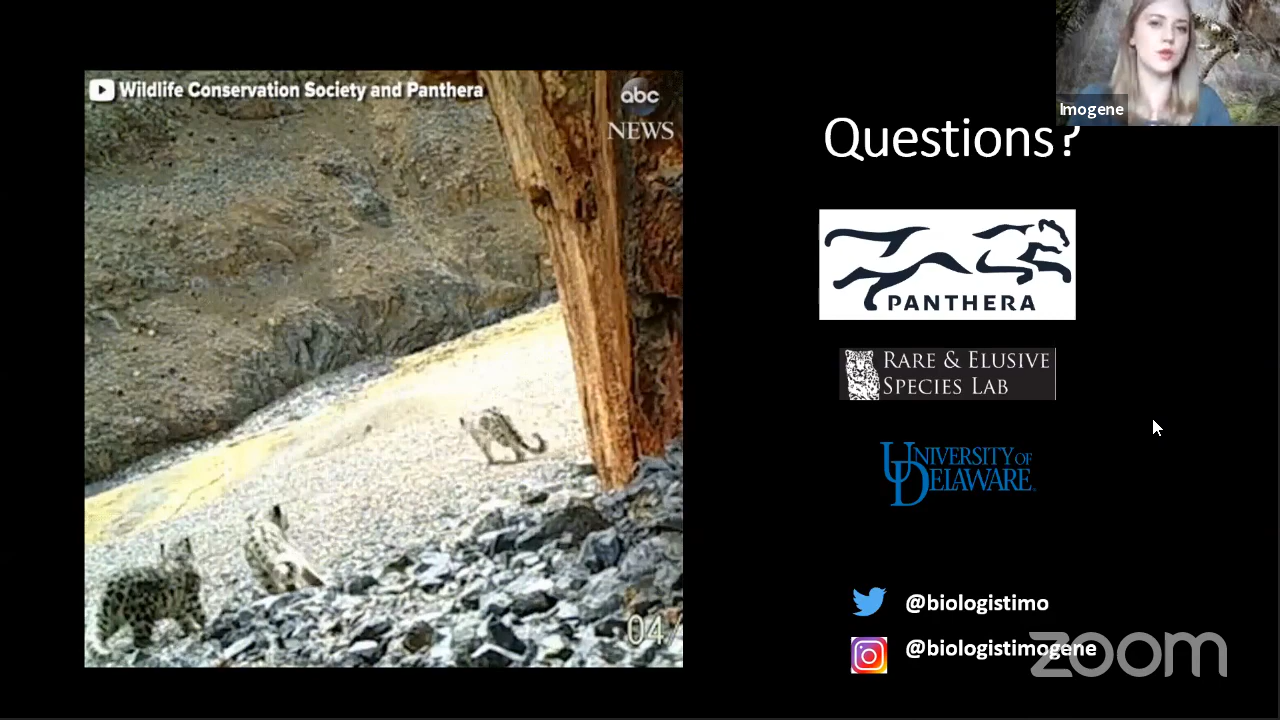 Wildlife Conservation Society and Panthera
abc
NEWS
04/
Imogene
Questions?
PANTHERA
RARE & ELUSIVE
SPECIES LAB
UNIVERSITY OF
DELAWARE
@biologistimo
@biologistimogene
zoom